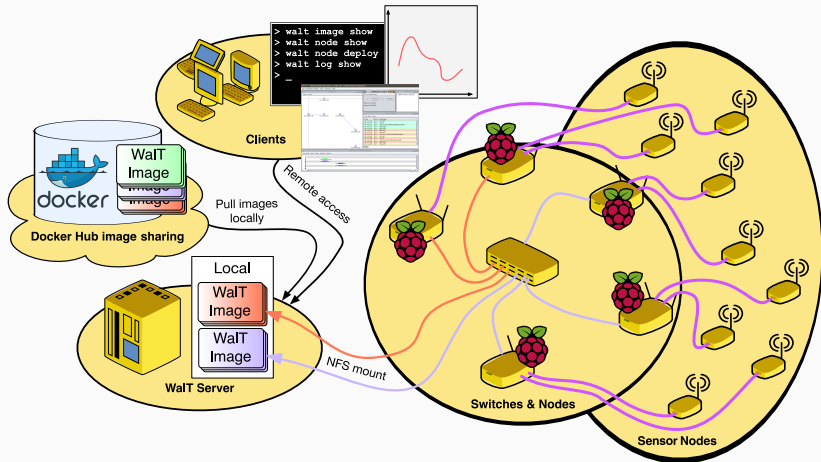 > walt image show
> walt node show
> walt node deploy
> walt log show
> _
Clients
WalT
Image
Image
docker
Docker Hub image sharing
Pull images
locally
Remote access
Local
WalT
Image
WalT
Image
WalT Server
NFS mount
Switches & Nodes
Sensor Nodes